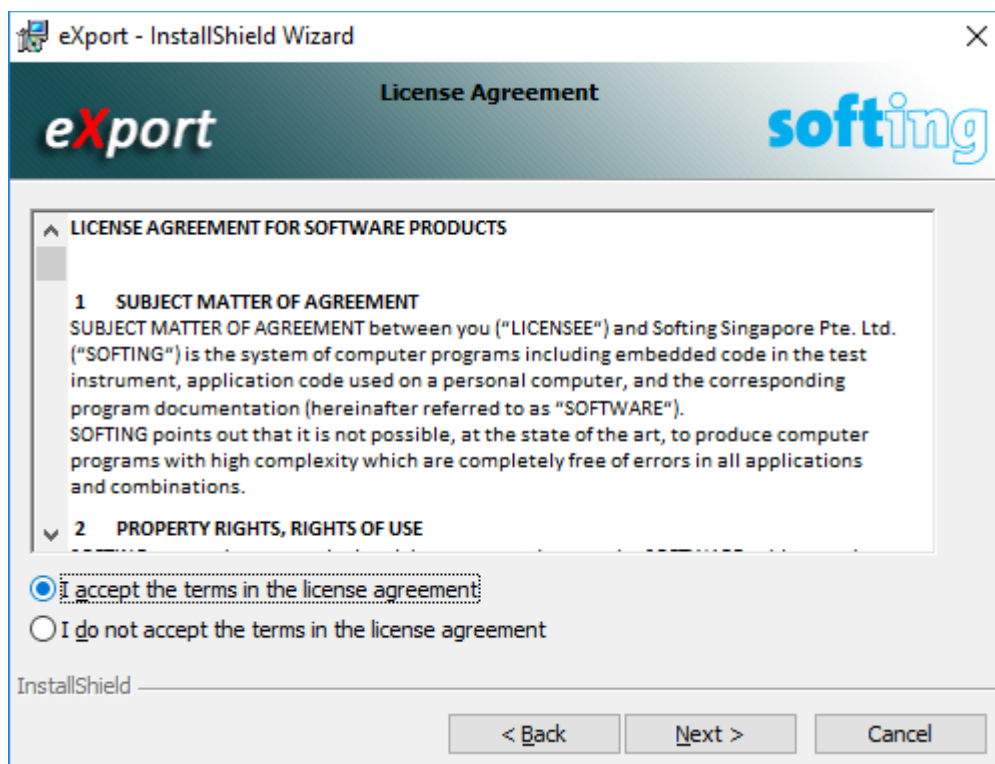 eXport - InstallShield Wizard
License Agreement
eXport
softing
LICENSE AGREEMENT FOR SOFTWARE PRODUCTS
1 SUBJECT MATTER OF AGREEMENT
SUBJECT MATTER OF AGREEMENT between you (“LICENSEE“) and Softing Singapore Pte. Ltd.
(“SOFTING“) is the system of computer programs including embedded code in the test
instrument, application code used on a personal computer, and the corresponding
program documentation (hereinafter referred to as “SOFTWARE“).
SOFTING points out that it is not possible, at the state of the art, to produce computer
programs with high complexity which are completely free of errors in all applications
and combinations.
2 PROPERTY RIGHTS, RIGHTS OF USE
I accept the terms in the license agreement
I do not accept the terms in the license agreement
InstallShield
< Back
Next >
Cancel